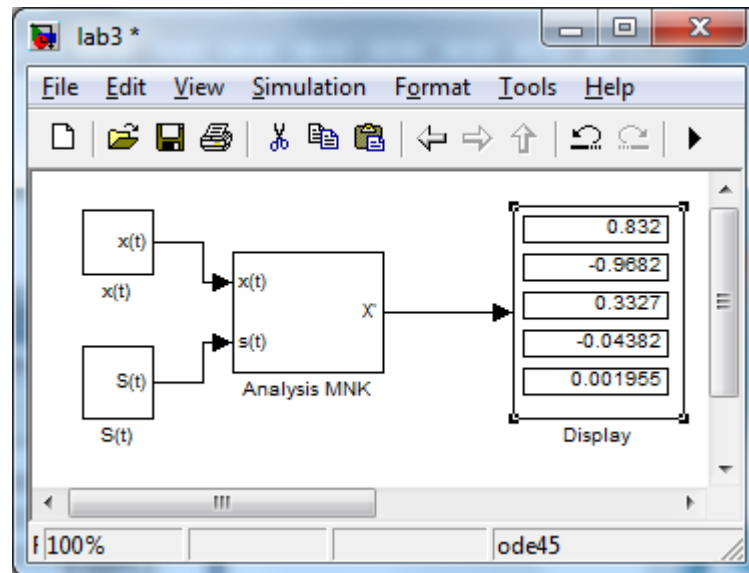 lab3 *
File Edit View Simulation Format Tools Help
x(t)
x(t)
S(t)
S(t)
x(t)
s(t)
X'
Analysis MNK
0.832
-0.9682
0.3327
-0.04382
0.001955
Display
100%
ode45